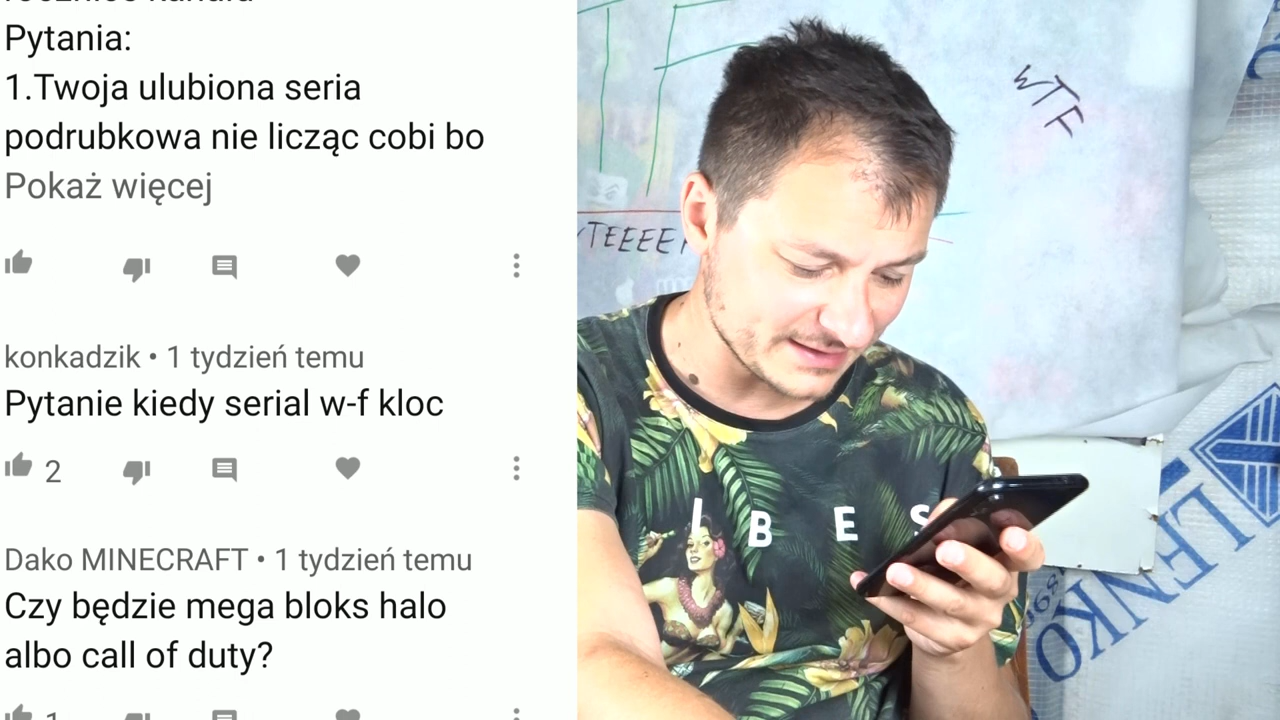 Pytania:
1.Twoja ulubiona seria
podrubkowa nie licząc cobi bo
Pokaż więcej
konkadzik • 1 tydzień temu
Pytanie kiedy serial w-f kloc
2
Dako MINECRAFT • 1 tydzień temu
Czy będzie mega bloks halo
albo call of duty?
WTF
IBES